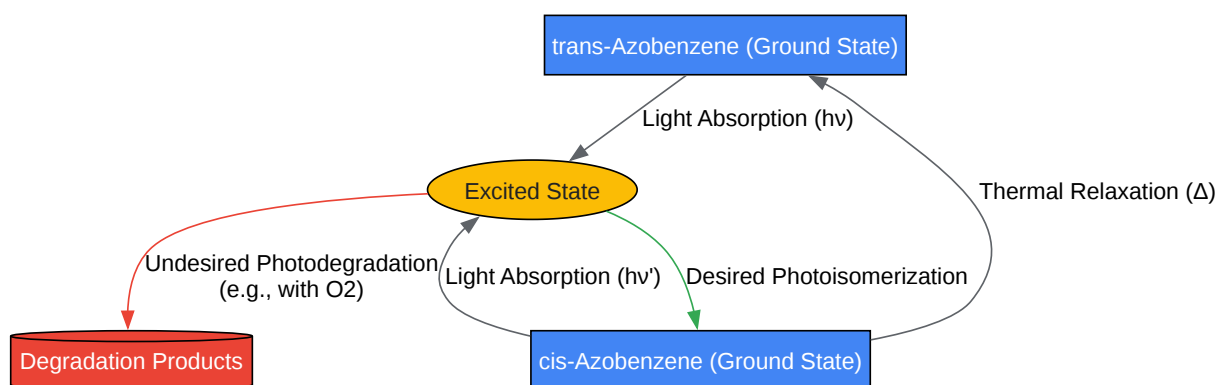 trans-Azobenzene (Ground State)
Light Absorption (hν)
Excited State
Thermal Relaxation (Δ)
Undesired Photodegradation
(e.g., with O2)
Light Absorption (hν')
Desired Photoisomerization
Degradation Products
cis-Azobenzene (Ground State)